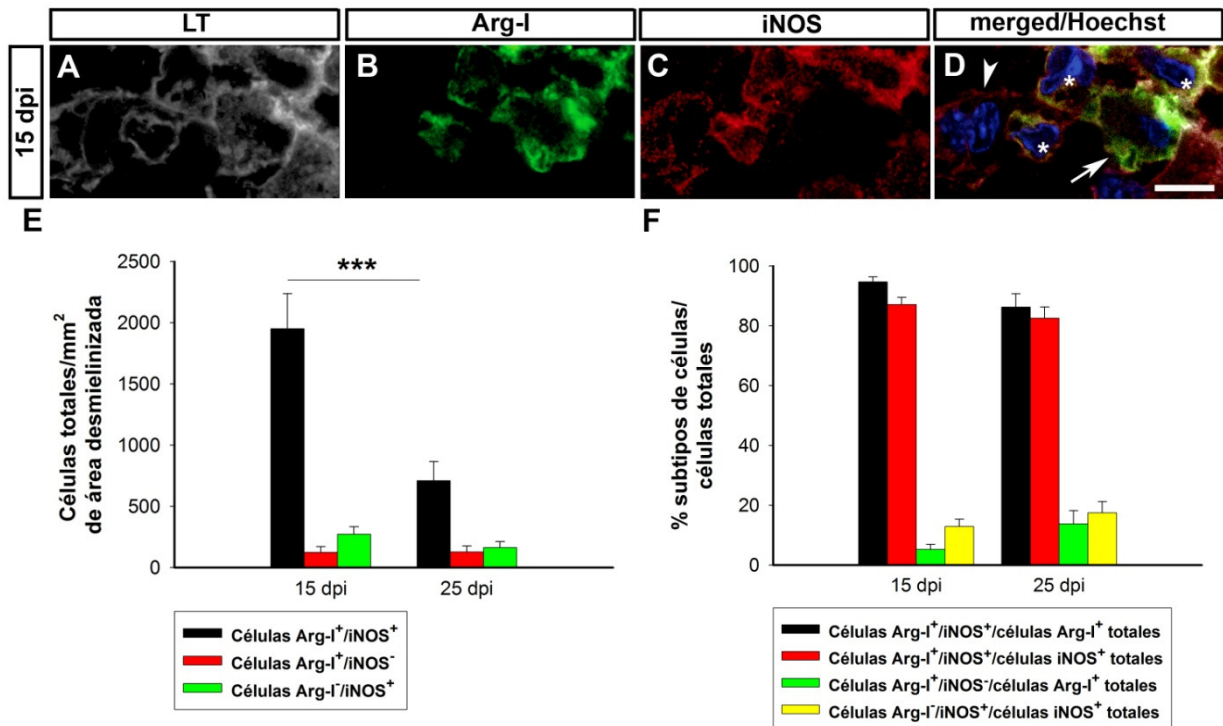 LT
Arg-I
iNOS
merged/Hoechst
15 dpi
A
B
C
D
*
*
*
E
F
Células totales/mm²
de área desmielinizada
2500
2000
1500
1000
500
0
***
15 dpi
25 dpi
Células Arg-I⁺/iNOS⁺
Células Arg-I⁺/iNOS⁻
Células Arg-I⁻/iNOS⁺
% subtipos de células/
células totales
100
80
60
40
20
0
15 dpi
25 dpi
Células Arg-I⁺/iNOS⁺/células Arg-I⁺ totales
Células Arg-I⁺/iNOS⁺/células iNOS⁺ totales
Células Arg-I⁺/iNOS⁻/células Arg-I⁺ totales
Células Arg-I⁻/iNOS⁺/células iNOS⁺ totales